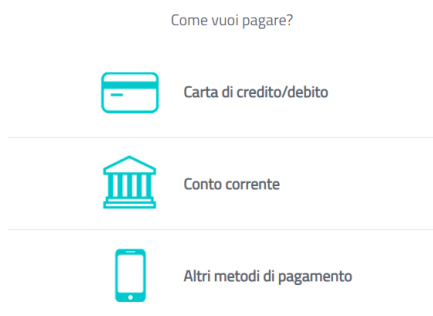 Come vuoi pagare?
Carta di credito/debito
Conto corrente
Altri metodi di pagamento